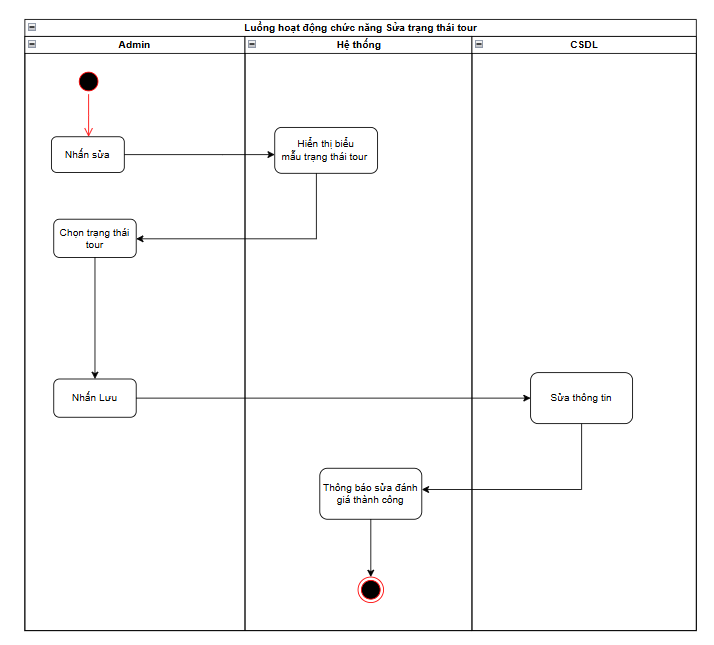 Luồng hoạt động chức năng Sửa trạng thái tour
Admin
Hệ thống
CSDL
Nhấn sửa
Hiển thị biểu
mẫu trạng thái tour
Chọn trạng thái
tour
Nhấn Lưu
Sửa thông tin
Thông báo sửa đánh
giá thành công